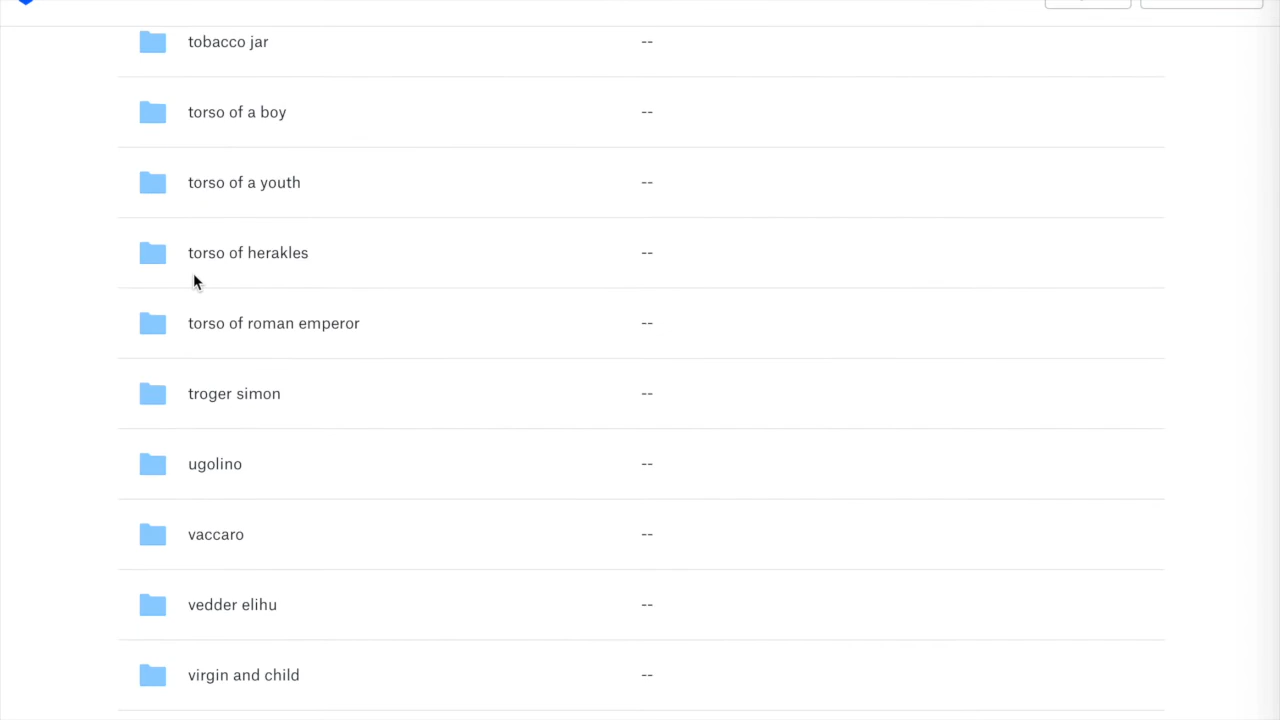 tobacco jar --
torso of a boy --
torso of a youth --
torso of herakles --
torso of roman emperor --
troger simon --
ugolino --
vaccaro --
vedder elihu --
virgin and child --